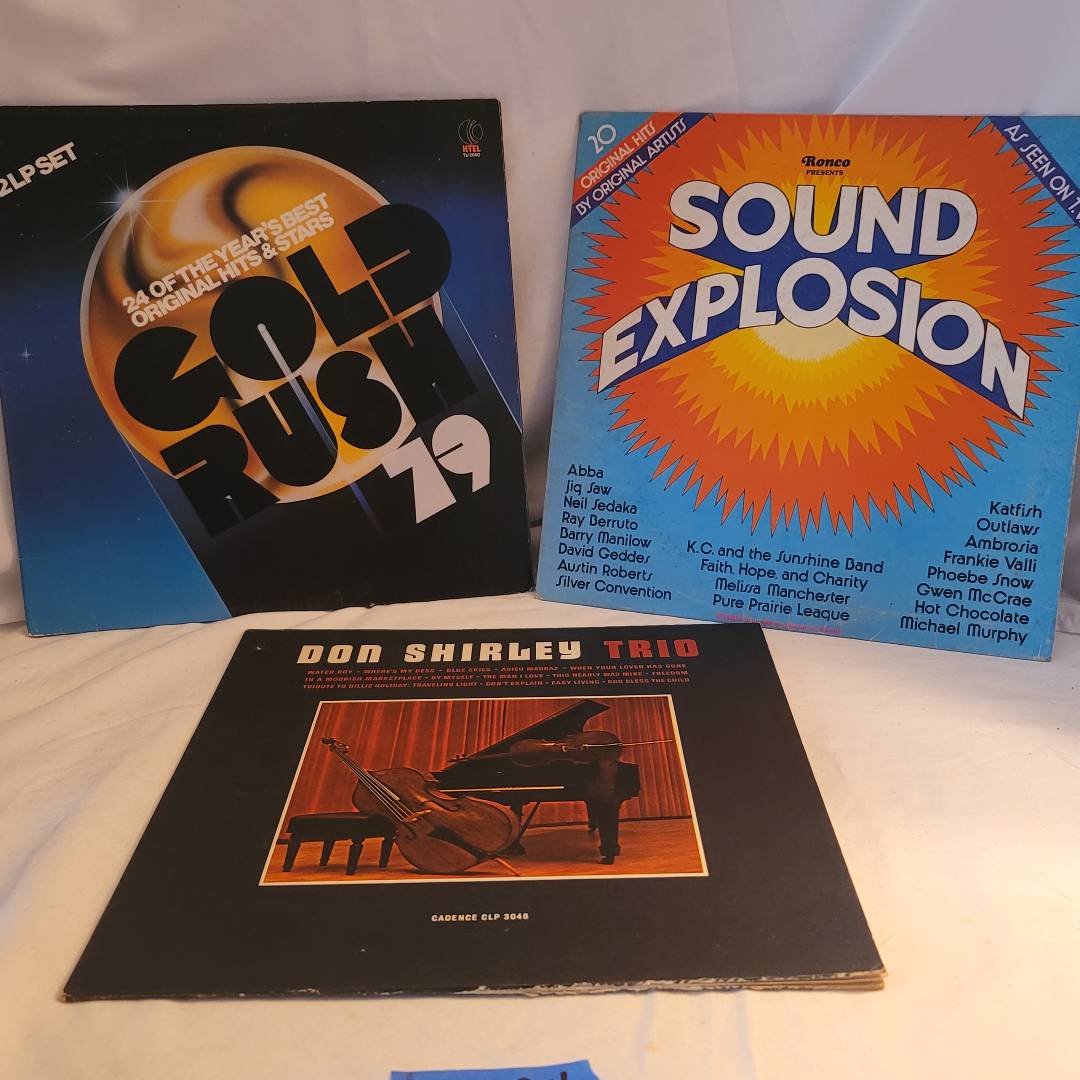 2 LP SET
K-TEL
TU 2660
24 OF THE YEAR'S BEST
ORIGINAL HITS & STARS
GOLD
RUSH
'79
20
ORIGINAL HITS
BY ORIGINAL ARTISTS
Ronco
PRESENTS
AS SEEN ON T.V.
SOUND
EXPLOSION
Abba
Jig Saw
Neil Sedaka
Ray Berruto
Barry Manilow
David Geddes
Austin Roberts
Silver Convention
K.C. and the Sunshine Band
Faith, Hope, and Charity
Melissa Manchester
Pure Prairie League
Katfish
Outlaws
Ambrosia
Frankie Valli
Phoebe Snow
Gwen McCrae
Hot Chocolate
Michael Murphy
DON SHIRLEY TRIO
WATER BOY • WHERE'S MY BESS • BLUE SKIES • ADIEU MADRAZ • WHEN YOUR LOVER HAS GONE
IN A MOORISH MARKETPLACE • BY MYSELF • THE MAN I LOVE • THIS NEARLY WAS MINE • FREEDOM
TRIBUTE TO BILLIE HOLIDAY: TRAVELING LIGHT • DON'T EXPLAIN • EASY LIVING • GOD BLESS THE CHILD
CADENCE CLP 3046